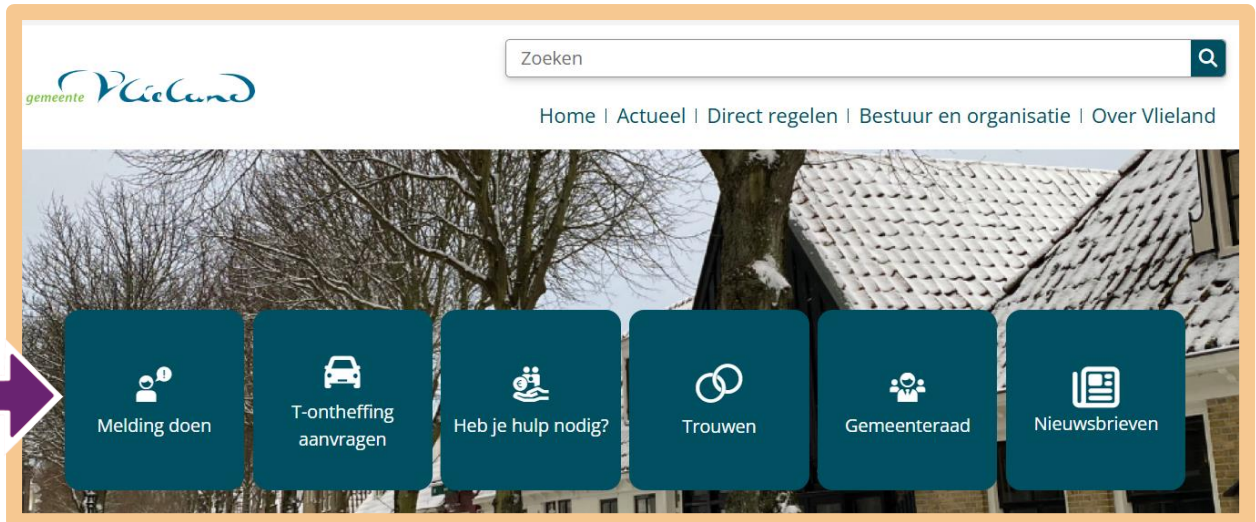 Zoeken
gemeente Vlieland
Home | Actueel | Direct regelen | Bestuur en organisatie | Over Vlieland
Melding doen
T-ontheffing
aanvragen
Heb je hulp nodig?
Trouwen
Gemeenteraad
Nieuwsbrieven